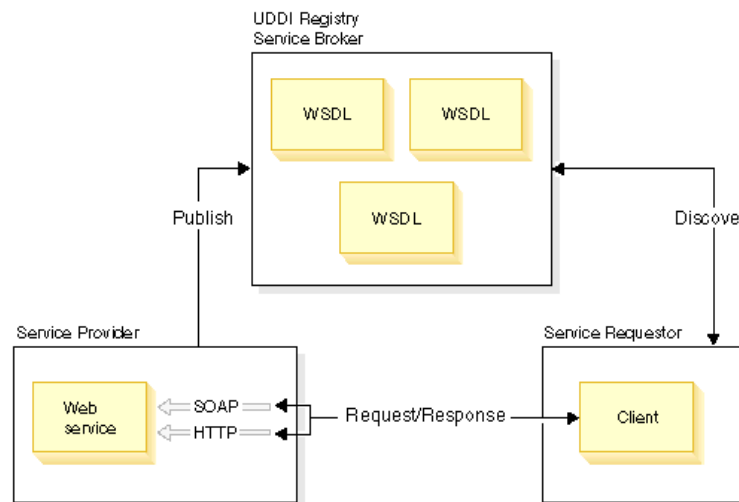 UDDI Registry
Service Broker
WSDL
WSDL
WSDL
Publish
Discove
Service Provider
Service Requestor
Web
service
SOAP
HTTP
Request/Response
Client